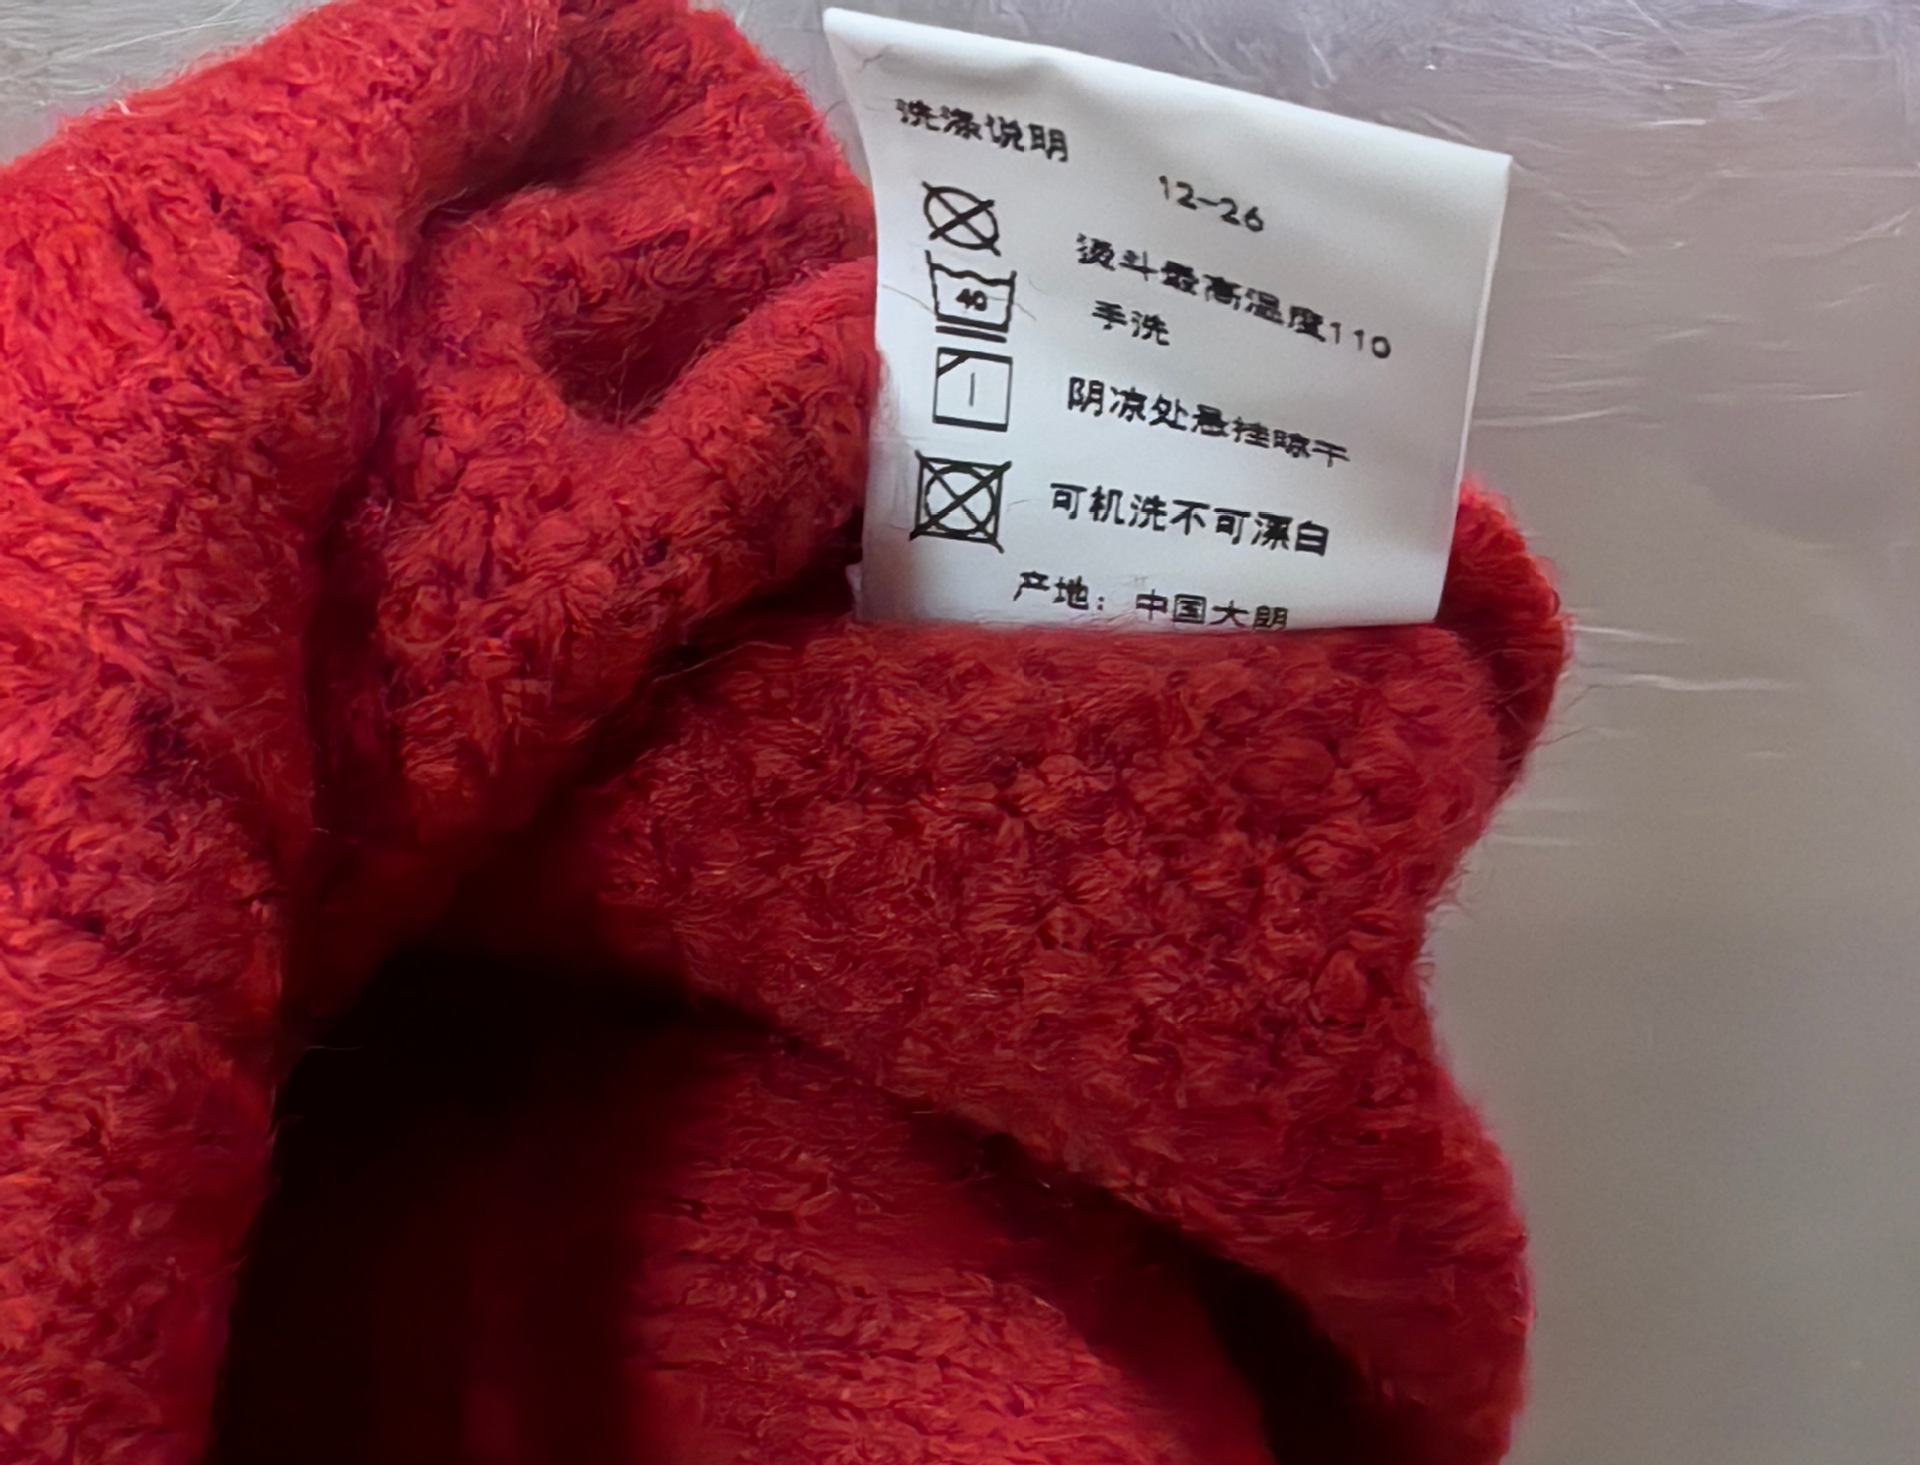 洗涤说明
12-26
40
烫斗最高温度110
手洗
阴凉处悬挂晾干
可机洗不可漂白
产地：中国大朗